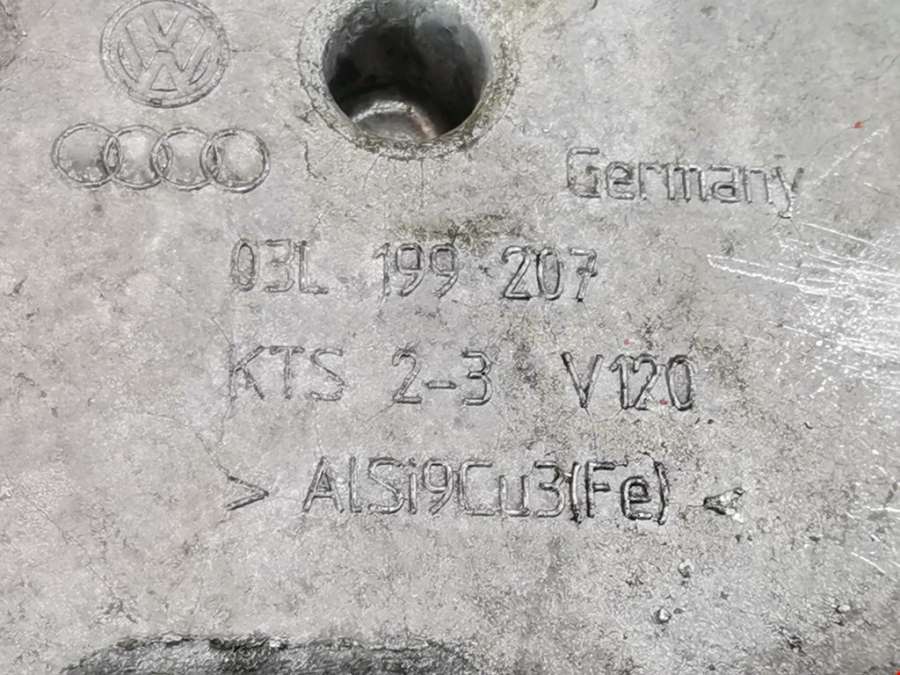 Germany
03L 199 207
KTS 2-3 V120
> AlSi9Cu3(Fe) <